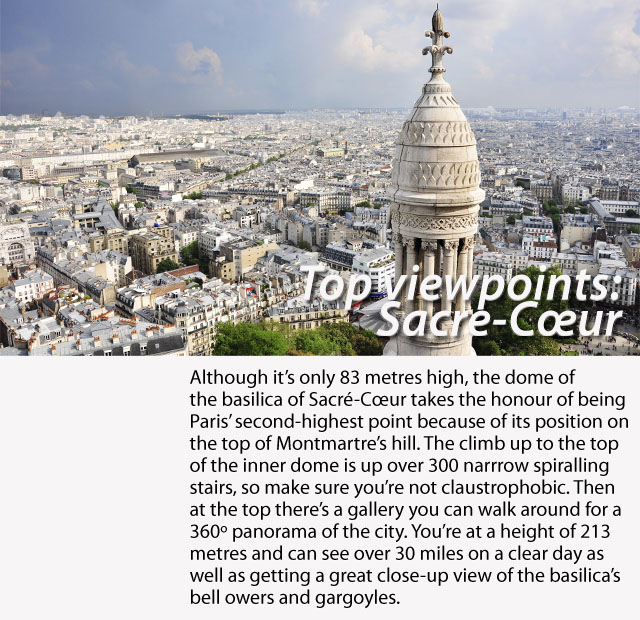 Top viewpoints:
Sacré-Cœur
Although it's only 83 metres high, the dome of
the basilica of Sacré-Cœur takes the honour of being
Paris' second-highest point because of its position on
the top of Montmartre's hill. The climb up to the top
of the inner dome is up over 300 narrrow spiralling
stairs, so make sure you're not claustrophobic. Then
at the top there's a gallery you can walk around for a
360º panorama of the city. You're at a height of 213
metres and can see over 30 miles on a clear day as
well as getting a great close-up view of the basilica's
bell owers and gargoyles.